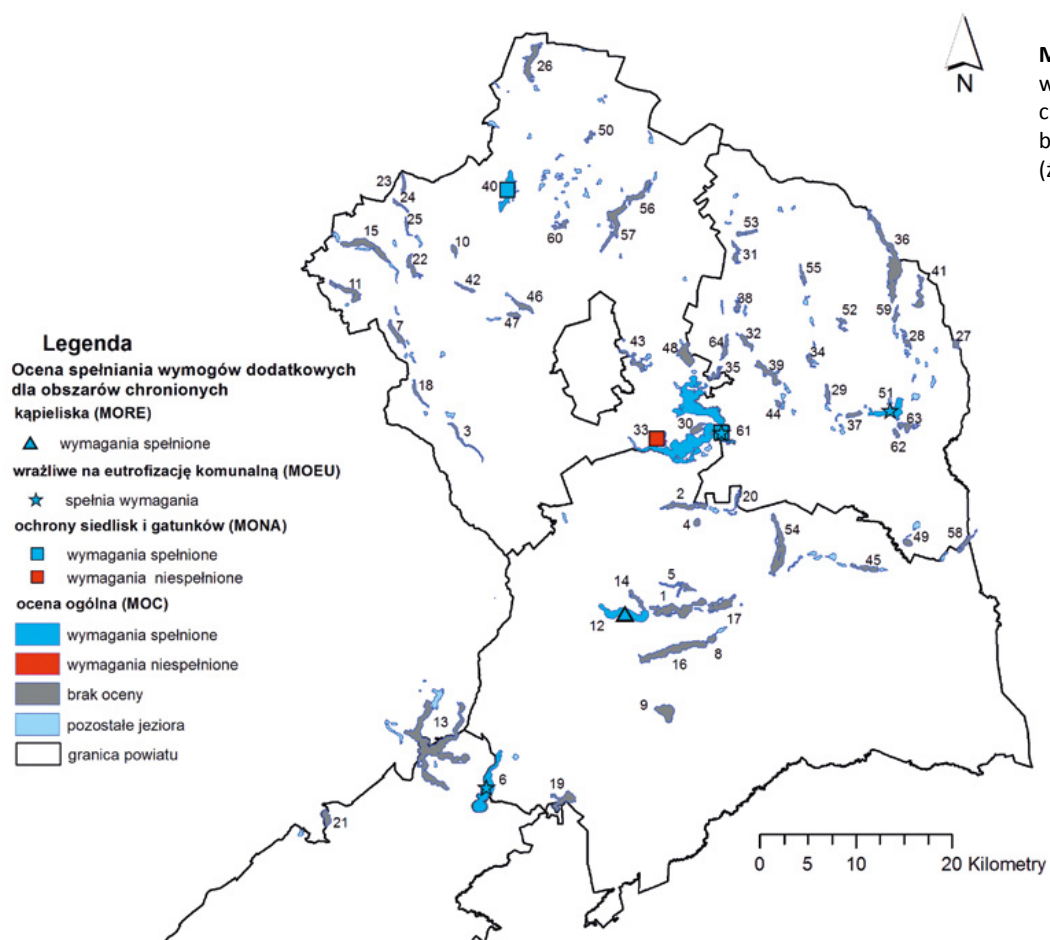 M
w
c
b
(z
N
Legenda
Ocena spełniania wymogów dodatkowych
dla obszarów chronionych
kąpieliska (MORE)
wymagania spełnione
wrażliwe na eutrofizację komunalną (MOEU)
spełnia wymagania
ochrony siedlisk i gatunków (MONA)
wymagania spełnione
wymagania niespełnione
ocena ogólna (MOC)
wymagania spełnione
wymagania niespełnione
brak oceny
pozostałe jeziora
granica powiatu
26
50
23
40
24
56
25
15
60
57
53
36
10
22
31
55
41
11
42
46
38
59
52
47
7
28
27
32
43
48
64
34
35
39
18
29
51
44
3
33
30
61
37
63
62
2
20
4
54
49
58
45
5
14
1
12
17
8
16
9
13
6
19
21
0 5 10 20 Kilometry